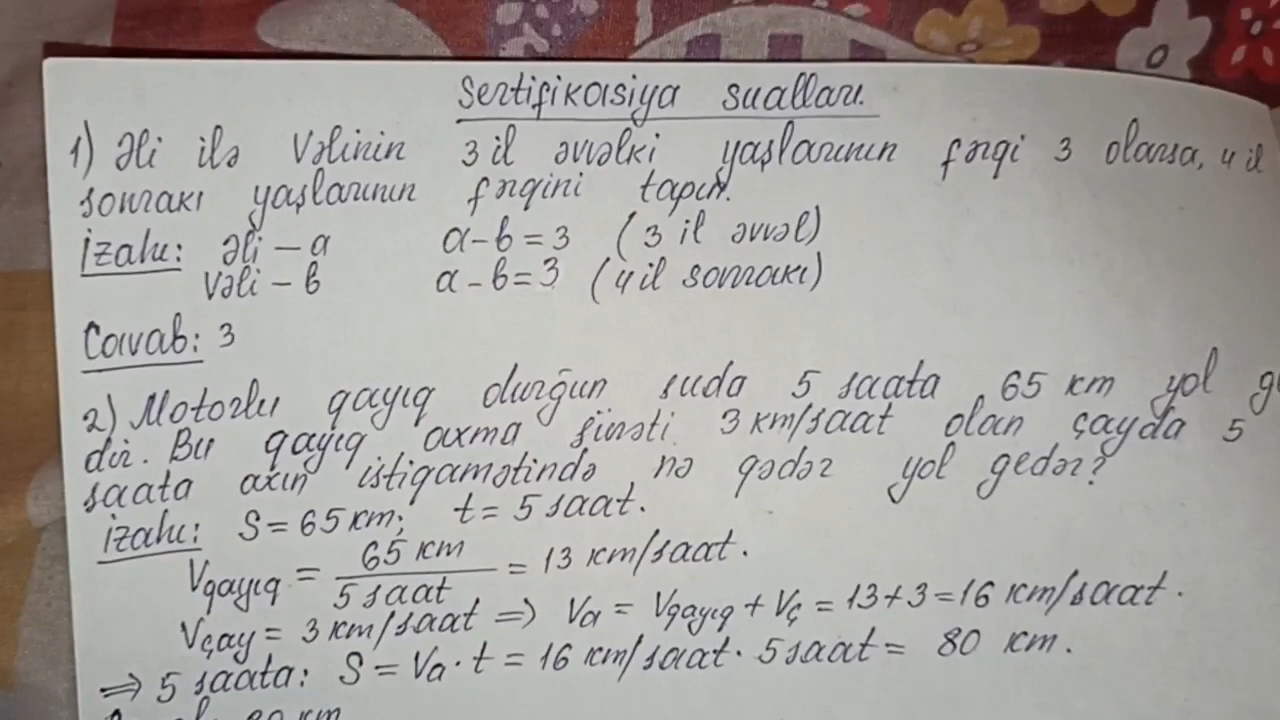 Sertifikasiya sualları.
1) Əli ilə Vəlinin 3 il əvvəlki yaşlarının fərqi 3 olarsa, 4 il
sonrakı yaşlarının fərqini tapın.
İzahı: Əli – a a-b=3 (3 il əvvəl)
Vəli – b a-b=3 (4 il sonrakı)
Cavab: 3
2) Motorlu qayıq durğun suda 5 saata 65 km yol
dir. Bu qayıq axma sürəti 3 km/saat olan çayda 5
saata axın istiqamətində nə qədər yol gedər?
İzahı: S=65 km; t=5 saat.
Vqayıq = 65 km / 5 saat = 13 km/saat.
Vçay = 3 km/saat => Va = Vqayıq + Vç = 13+3=16 km/saat.
=> 5 saata: S = Va · t = 16 km/saat · 5 saat = 80 km.